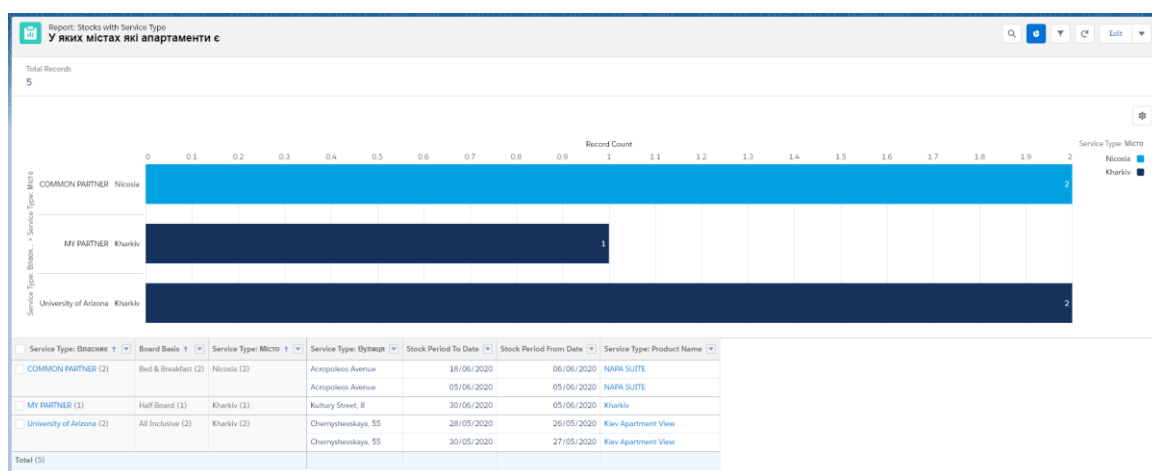 Report: Stocks with Service Type
У яких містах які апартаменти є
Edit
Total Records
5
Record Count
0 0.1 0.2 0.3 0.4 0.5 0.6 0.7 0.8 0.9 1 1.1 1.2 1.3 1.4 1.5 1.6 1.7 1.8 1.9 2
Service Type: Місто
Nicosia
Kharkiv
Service Type: Власн... > Service Type: Місто
COMMON PARTNER Nicosia 2
MY PARTNER Kharkiv 1
University of Arizona Kharkiv 2
Service Type: Власник Board Basis Service Type: Місто Service Type: Вулиця Stock Period To Date Stock Period From Date Service Type: Product Name
COMMON PARTNER (2) Bed & Breakfast (2) Nicosia (2) Acropoleos Avenue 18/06/2020 06/06/2020 NAPA SUITE
Acropoleos Avenue 05/06/2020 05/06/2020 NAPA SUITE
MY PARTNER (1) Half Board (1) Kharkiv (1) Kultury Street, 8 30/06/2020 05/06/2020 Kharkiv
University of Arizona (2) All Inclusive (2) Kharkiv (2) Chernyshevskaya, 55 28/05/2020 26/05/2020 Kiev Apartment View
Chernyshevskaya, 55 30/05/2020 27/05/2020 Kiev Apartment View
Total (5)